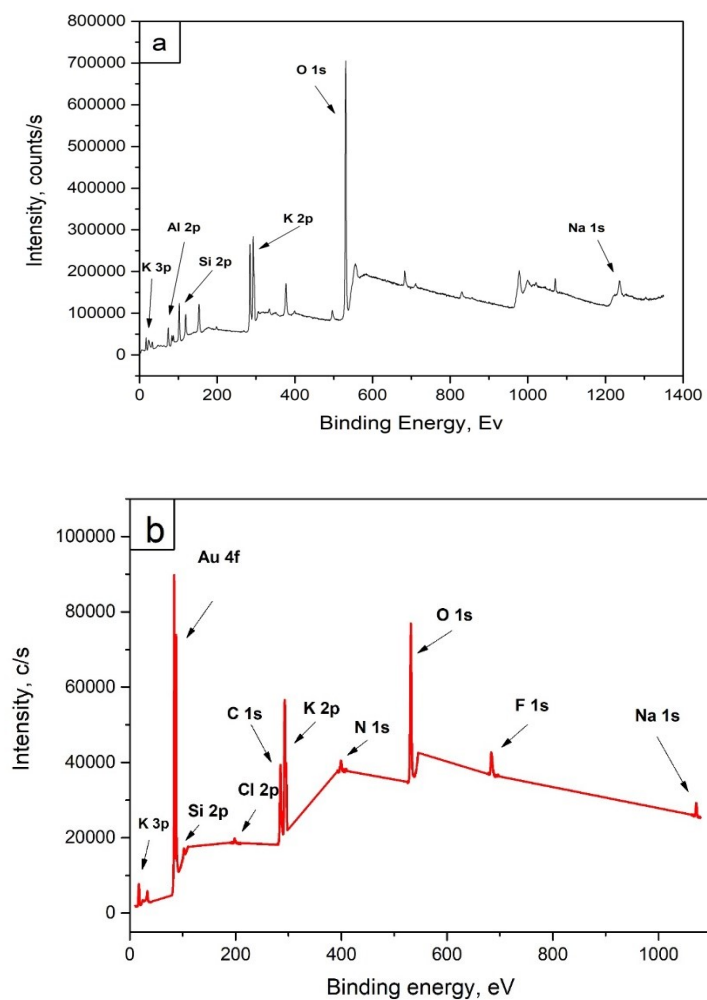 a
800000
700000
600000
500000
400000
300000
200000
100000
0
Intensity, counts/s
O 1s
K 2p
Al 2p
Si 2p
K 3p
Na 1s
0 200 400 600 800 1000 1200 1400
Binding Energy, Ev
b
100000
80000
60000
40000
20000
0
Intensity, c/s
Au 4f
O 1s
C 1s
K 2p
N 1s
F 1s
Na 1s
K 3p
Si 2p
Cl 2p
0 200 400 600 800 1000
Binding energy, eV